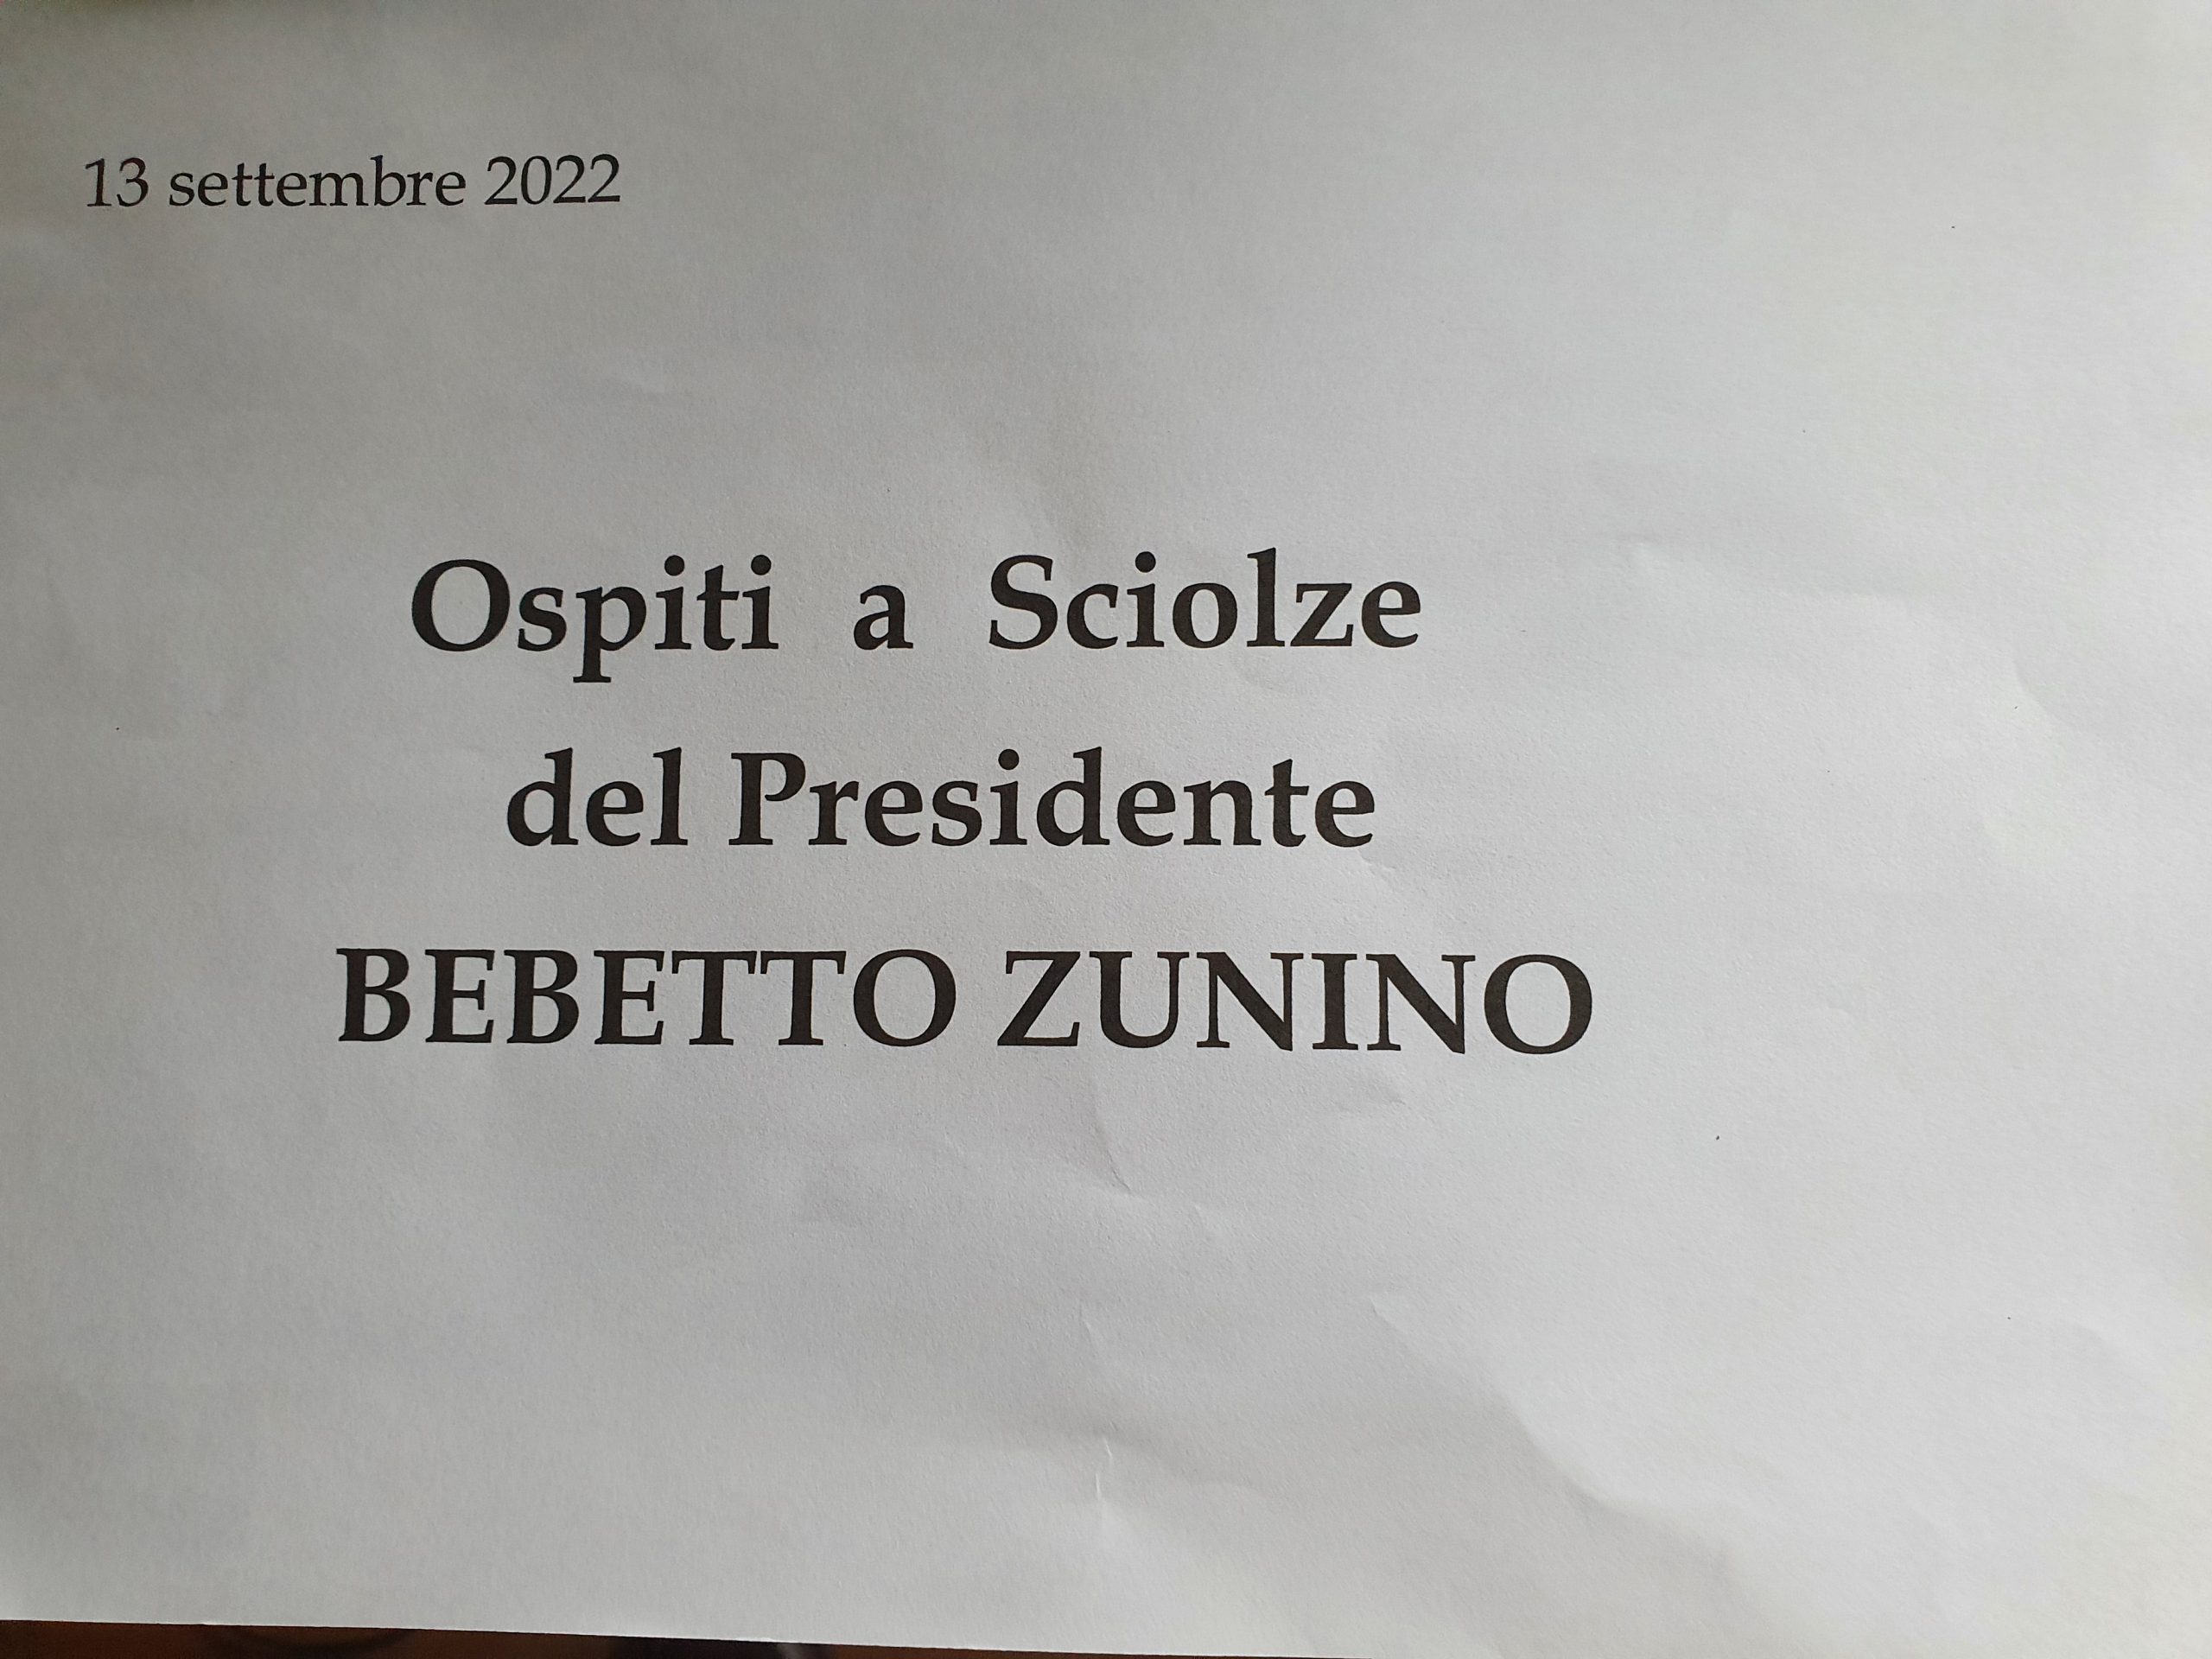 13 settembre 2022
Ospiti a Sciolze
del Presidente
BEBETTO ZUNINO